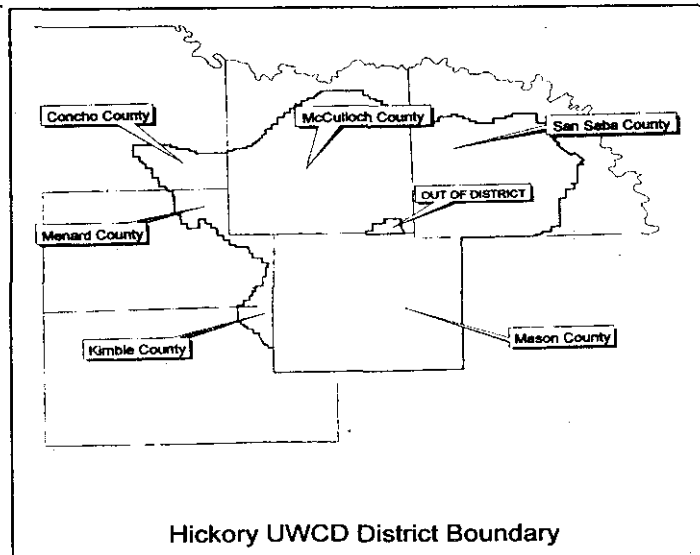 Concho County
McCulloch County
San Saba County
OUT OF DISTRICT
Menard County
Kimble County
Mason County
Hickory UWCD District Boundary